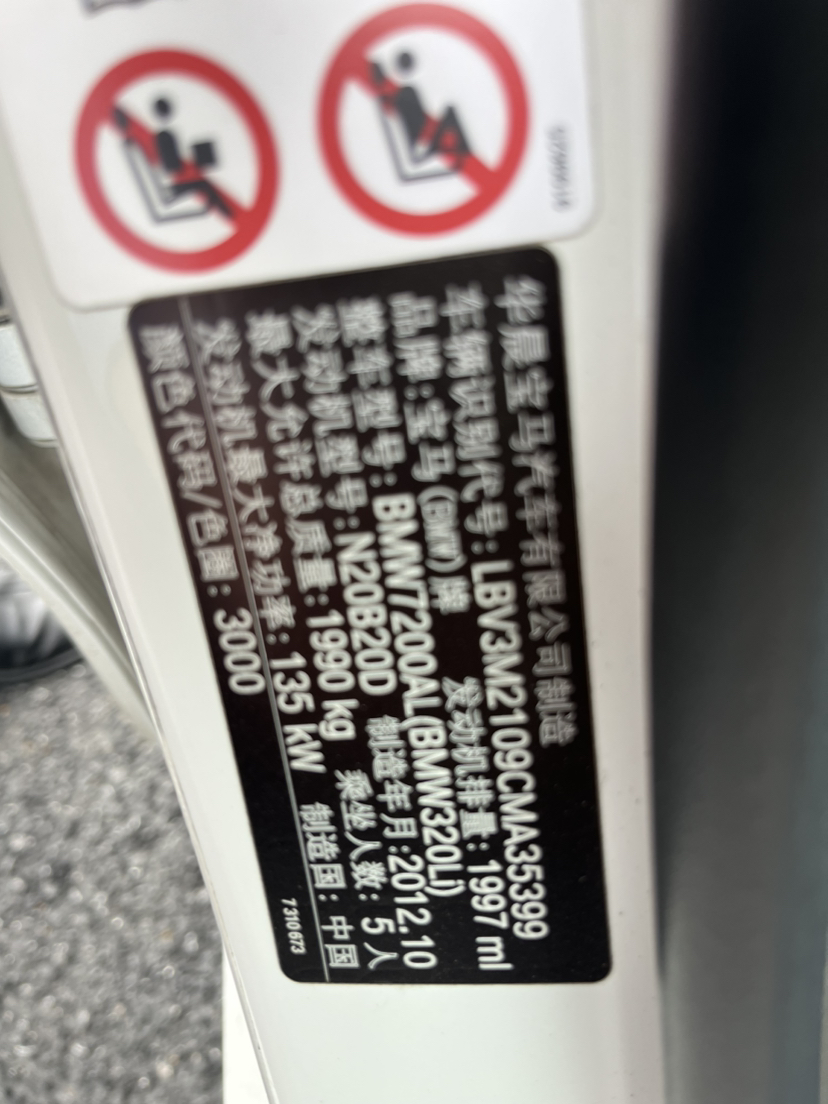 华晨宝马汽车有限公司制造
车辆识别代号：LBV3M2109CMA35399
品牌：宝马(BMW)牌 发动机排量：1997 ml
整车型号：BMW7200AL(BMW320Li)
发动机型号：N20B20D 制造年月：2012.10
最大允许总质量：1990 kg 乘坐人数：5人
发动机最大净功率：135 kW 制造国：中国
颜色代码/色圈：3000
7310673